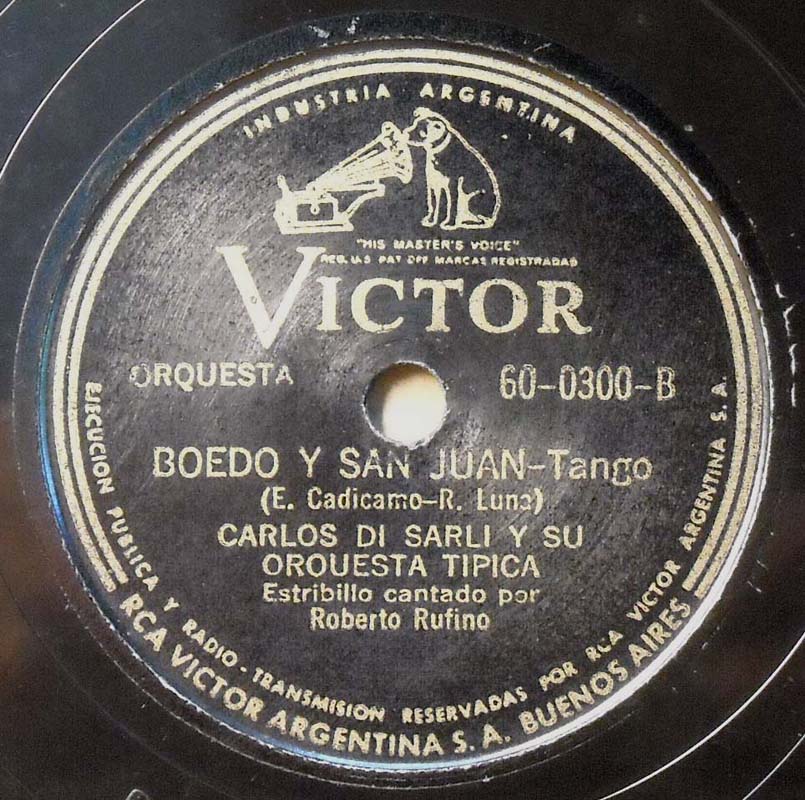 INDUSTRIA ARGENTINA
"HIS MASTER'S VOICE"
REG. U.S. PAT OFF MARCAS REGISTRADAS
VICTOR
ORQUESTA
60-0300-B
BOEDO Y SAN JUAN-Tango
(E. Cadicamo-R. Luna)
CARLOS DI SARLI Y SU
ORQUESTA TIPICA
Estribillo cantado por
Roberto Rufino
EJECUCION PUBLICA Y RADIO-TRANSMISION RESERVADAS POR RCA VICTOR ARGENTINA S. A.
RCA VICTOR ARGENTINA S. A. BUENOS AIRES